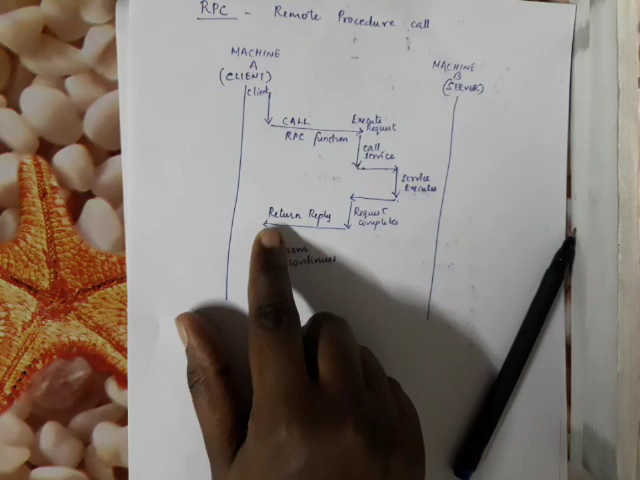 RPC - Remote Procedure call
MACHINE
A
(CLIENT)
MACHINE
B
(SERVER)
client
CALL
RPC function
Execute
Request
call
service
service
Executes
Return Reply
Request
completes
continues